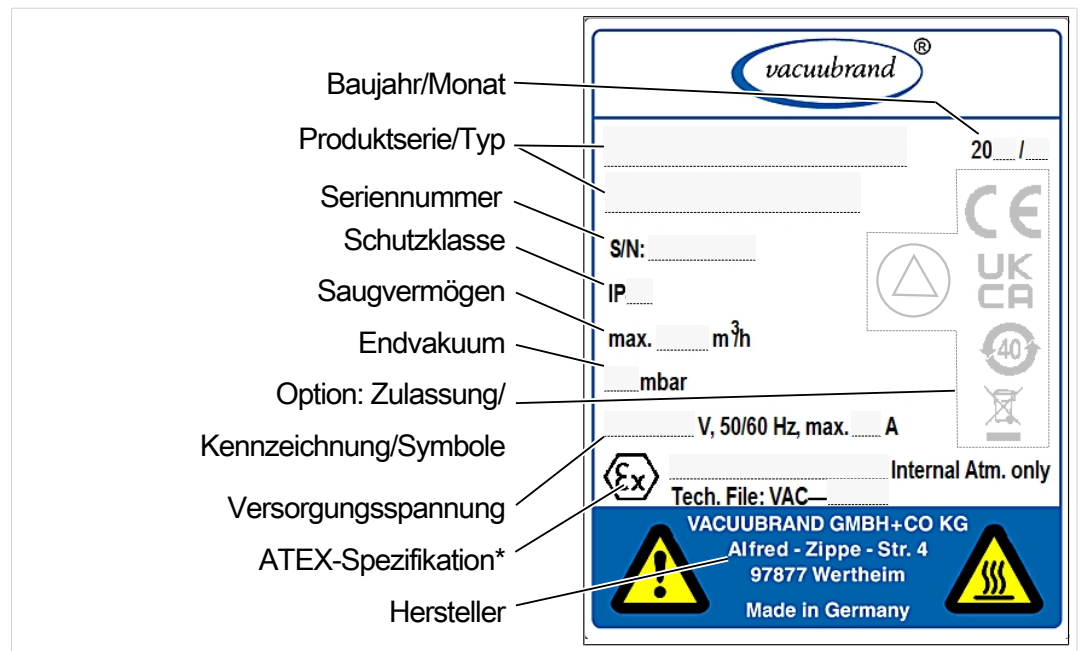 vacuubrand ®
Baujahr/Monat
Produktserie/Typ
20 /
Seriennummer
S/N:
Schutzklasse
IP
Saugvermögen
max. m³/h
Endvakuum
mbar
Option: Zulassung/
Kennzeichnung/Symbole
CE
UK
CA
40
Versorgungsspannung
V, 50/60 Hz, max. A
ATEX-Spezifikation*
Ex
Internal Atm. only
Tech. File: VAC—
Hersteller
VACUUBRAND GMBH+CO KG
Alfred - Zippe - Str. 4
97877 Wertheim
Made in Germany